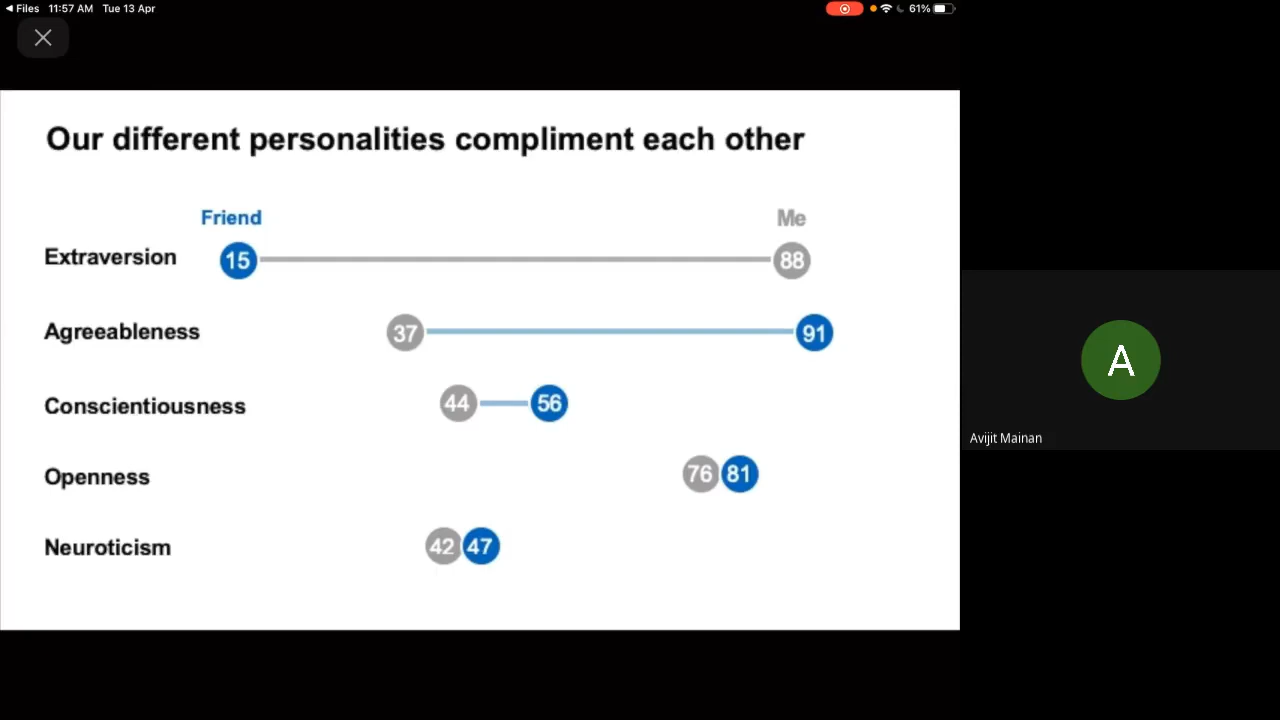 Files 11:57 AM Tue 13 Apr 61%
Our different personalities compliment each other
Friend Me
Extraversion 15 88
Agreeableness 37 91
Conscientiousness 44 56
Openness 76 81
Neuroticism 42 47
A
Avijit Mainan